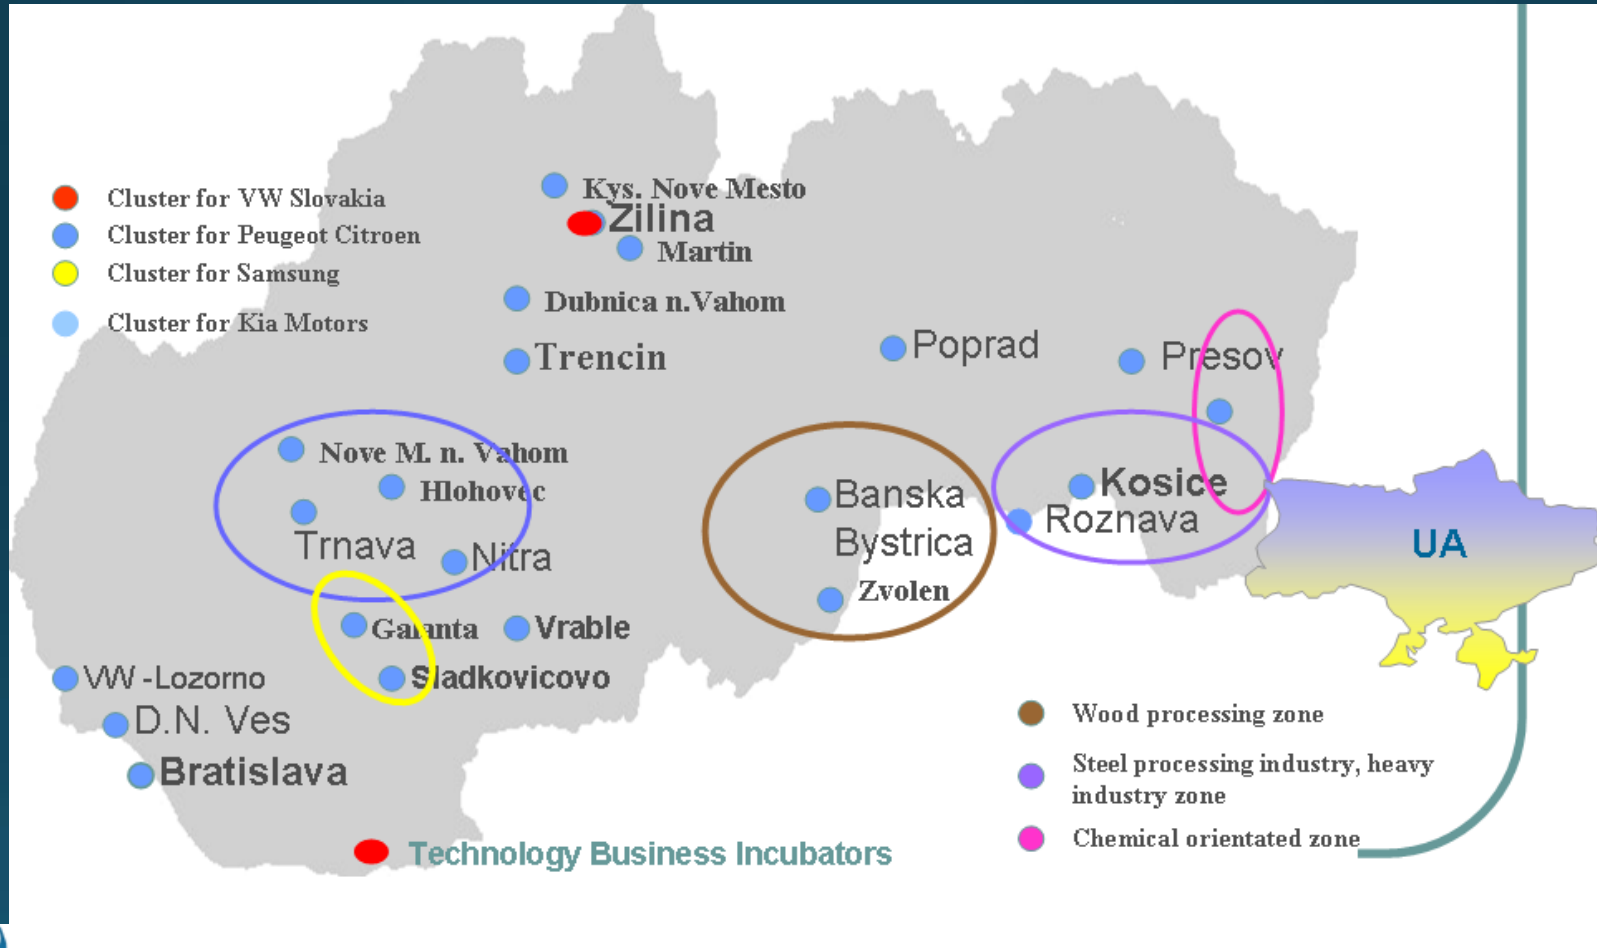 Cluster for VW Slovakia
Cluster for Peugeot Citroen
Cluster for Samsung
Cluster for Kia Motors
Kys. Nove Mesto
Zilina
Martin
Dubnica n.Vahom
Trencin
Poprad
Presov
Nove M. n. Vahom
Hlohovec
Trnava
Nitra
Banska
Bystrica
Zvolen
Kosice
Roznava
UA
Galanta
Vrable
Sladkovicovo
VW -Lozorno
D.N. Ves
Bratislava
Technology Business Incubators
Wood processing zone
Steel processing industry, heavy
industry zone
Chemical orientated zone